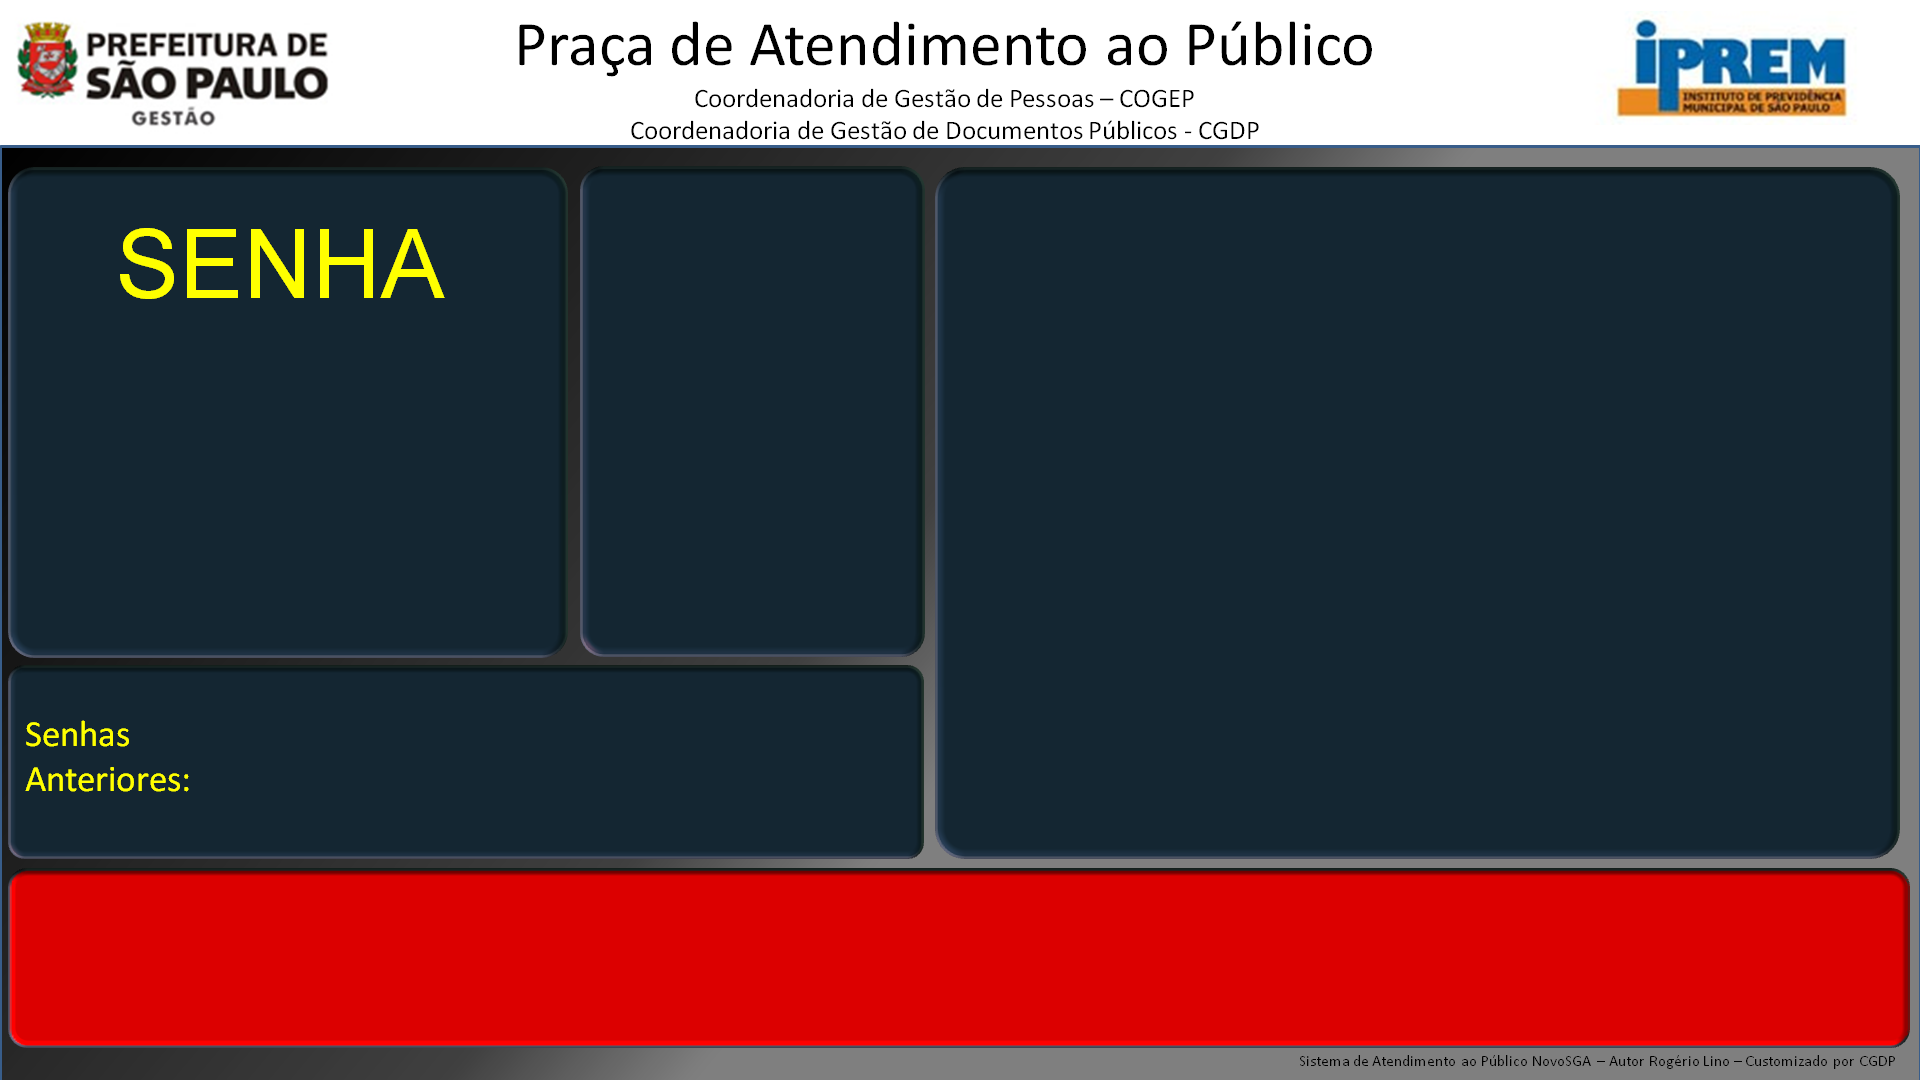 PREFEITURA DE
SÃO PAULO
GESTÃO
Praça de Atendimento ao Público
Coordenadoria de Gestão de Pessoas – COGEP
Coordenadoria de Gestão de Documentos Públicos - CGDP
iPREM
INSTITUTO DE PREVIDÊNCIA
MUNICIPAL DE SÃO PAULO
SENHA
Senhas
Anteriores:
Sistema de Atendimento ao Público NovoSGA – Autor Rogério Lino – Customizado por CGDP